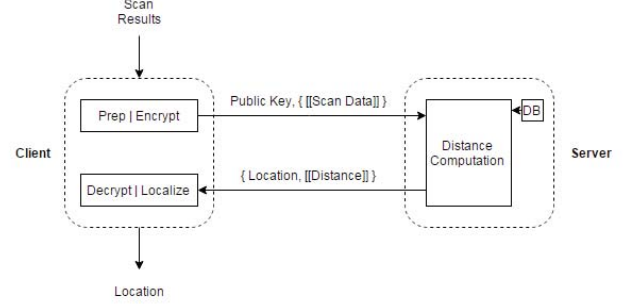 Scan
Results
Prep | Encrypt
Public Key, { [[Scan Data]] }
DB
Client
Distance
Computation
Server
Decrypt | Localize
{ Location, [[Distance]] }
Location